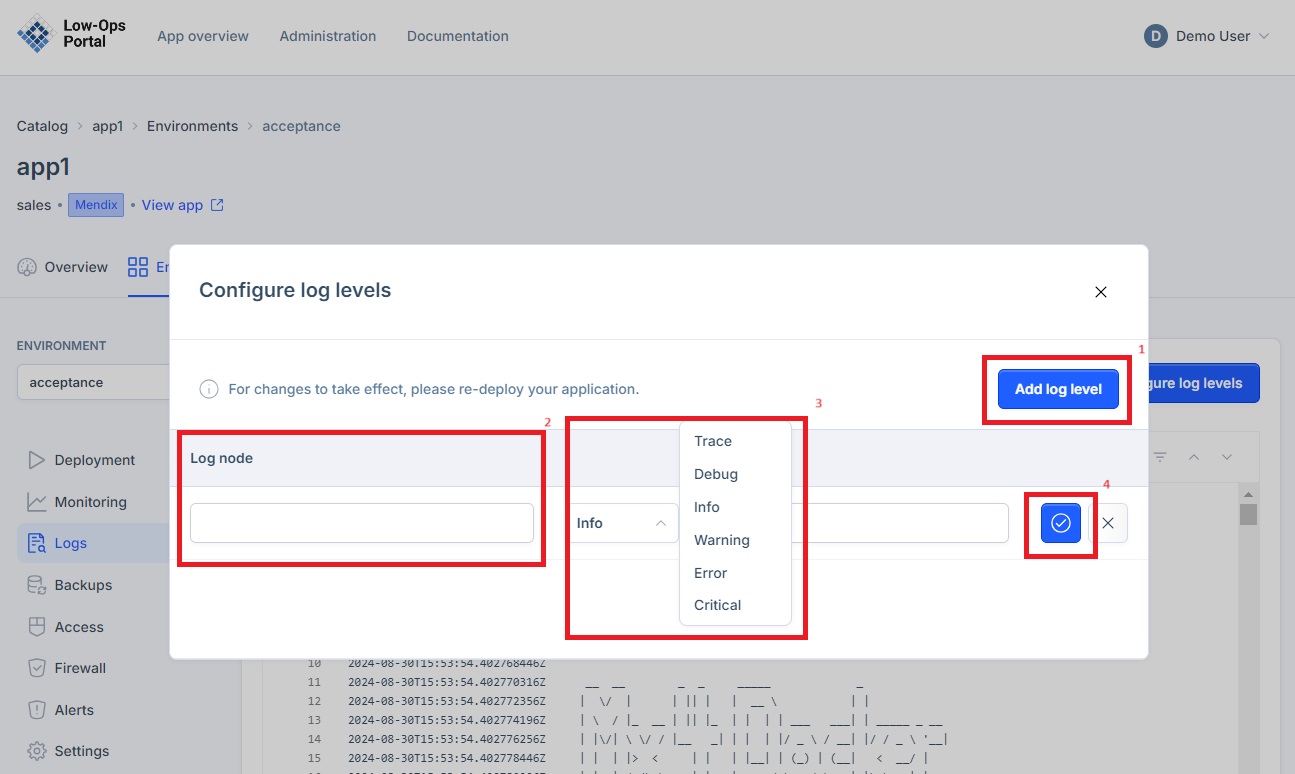 Low-Ops
Portal
App overview
Administration
Documentation
D
Demo User
Catalog
app1
Environments
acceptance
app1
sales • Mendix • View app
Overview
En
Configure log levels
ENVIRONMENT
acceptance
For changes to take effect, please re-deploy your application.
1
Add log level
gure log levels
2
3
Log node
Trace
Debug
Info
Warning
Error
Critical
Info
4
Deployment
Monitoring
Logs
Backups
Access
Firewall
Alerts
Settings
10 2024-08-30T15:53:54.402768446Z
11 2024-08-30T15:53:54.402770316Z
12 2024-08-30T15:53:54.402772356Z
13 2024-08-30T15:53:54.402774196Z
14 2024-08-30T15:53:54.402776256Z
15 2024-08-30T15:53:54.402778446Z